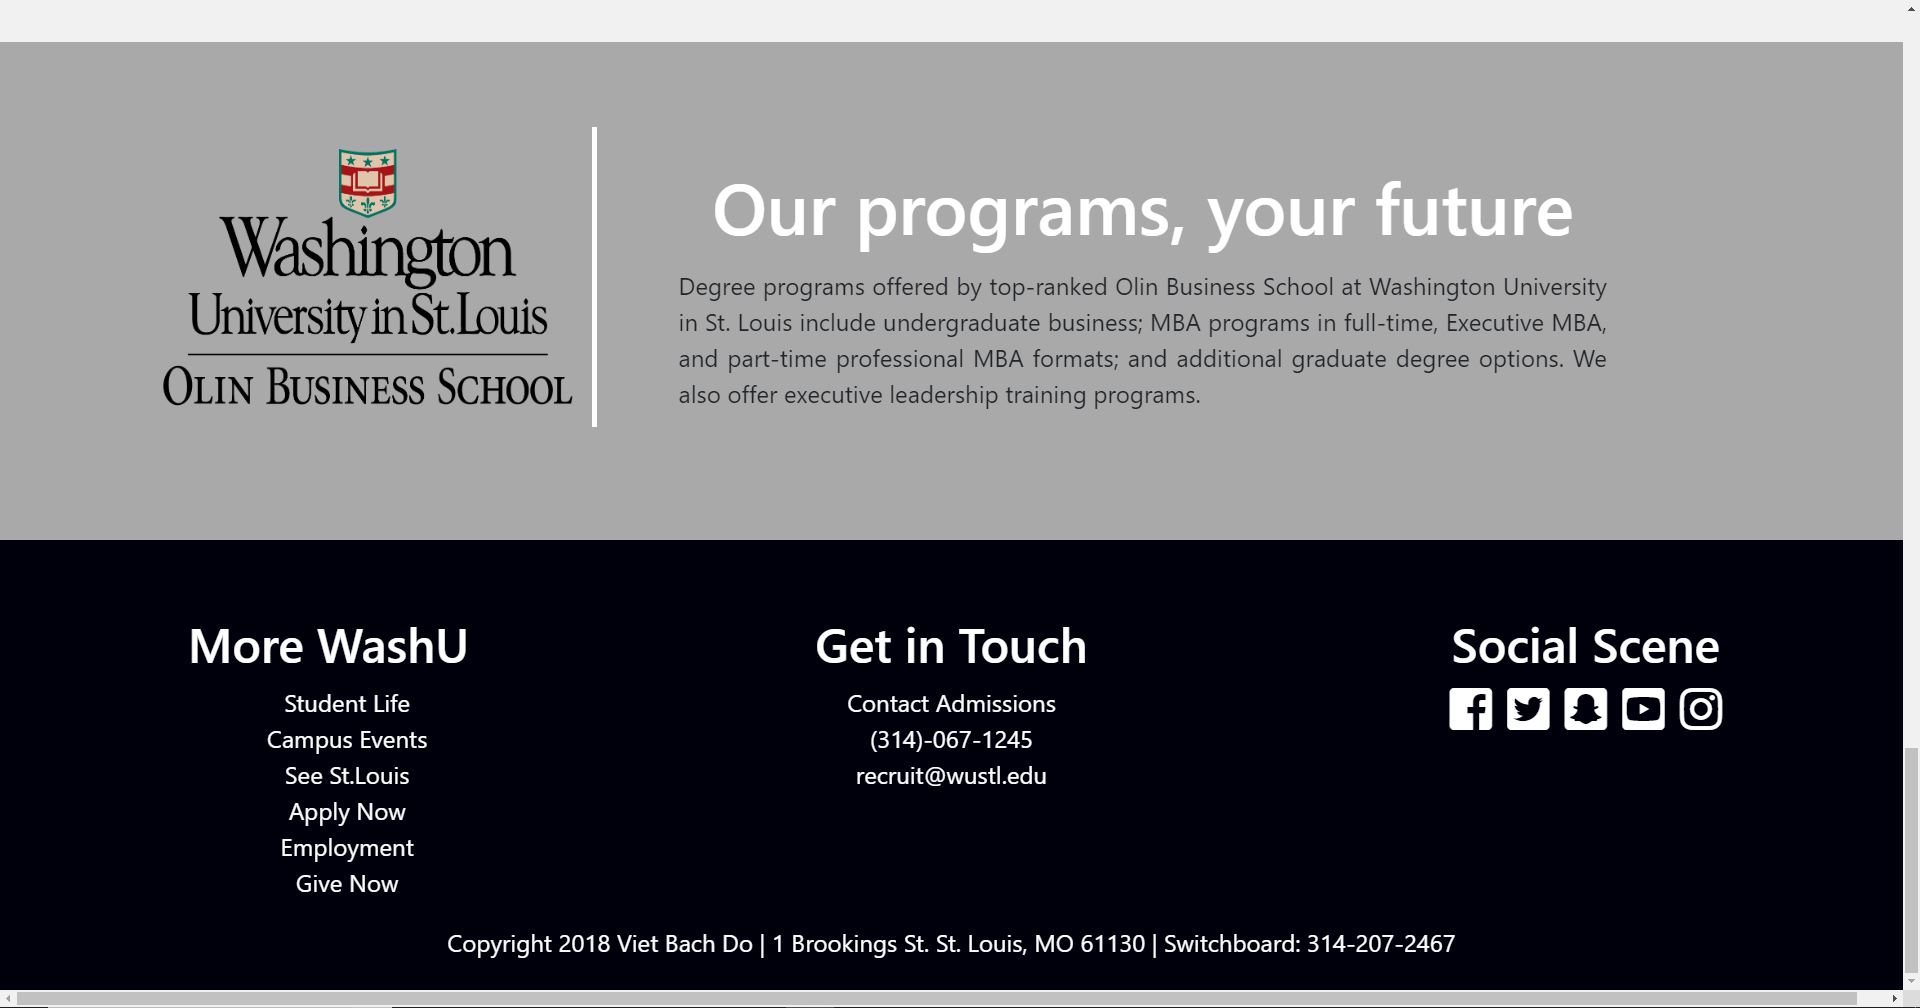 Washington
University in St. Louis
OLIN BUSINESS SCHOOL
Our programs, your future
Degree programs offered by top-ranked Olin Business School at Washington University
in St. Louis include undergraduate business; MBA programs in full-time, Executive MBA,
and part-time professional MBA formats; and additional graduate degree options. We
also offer executive leadership training programs.
More WashU
Student Life
Campus Events
See St.Louis
Apply Now
Employment
Give Now
Get in Touch
Contact Admissions
(314)-067-1245
recruit@wustl.edu
Social Scene
Copyright 2018 Viet Bach Do | 1 Brookings St. St. Louis, MO 61130 | Switchboard: 314-207-2467